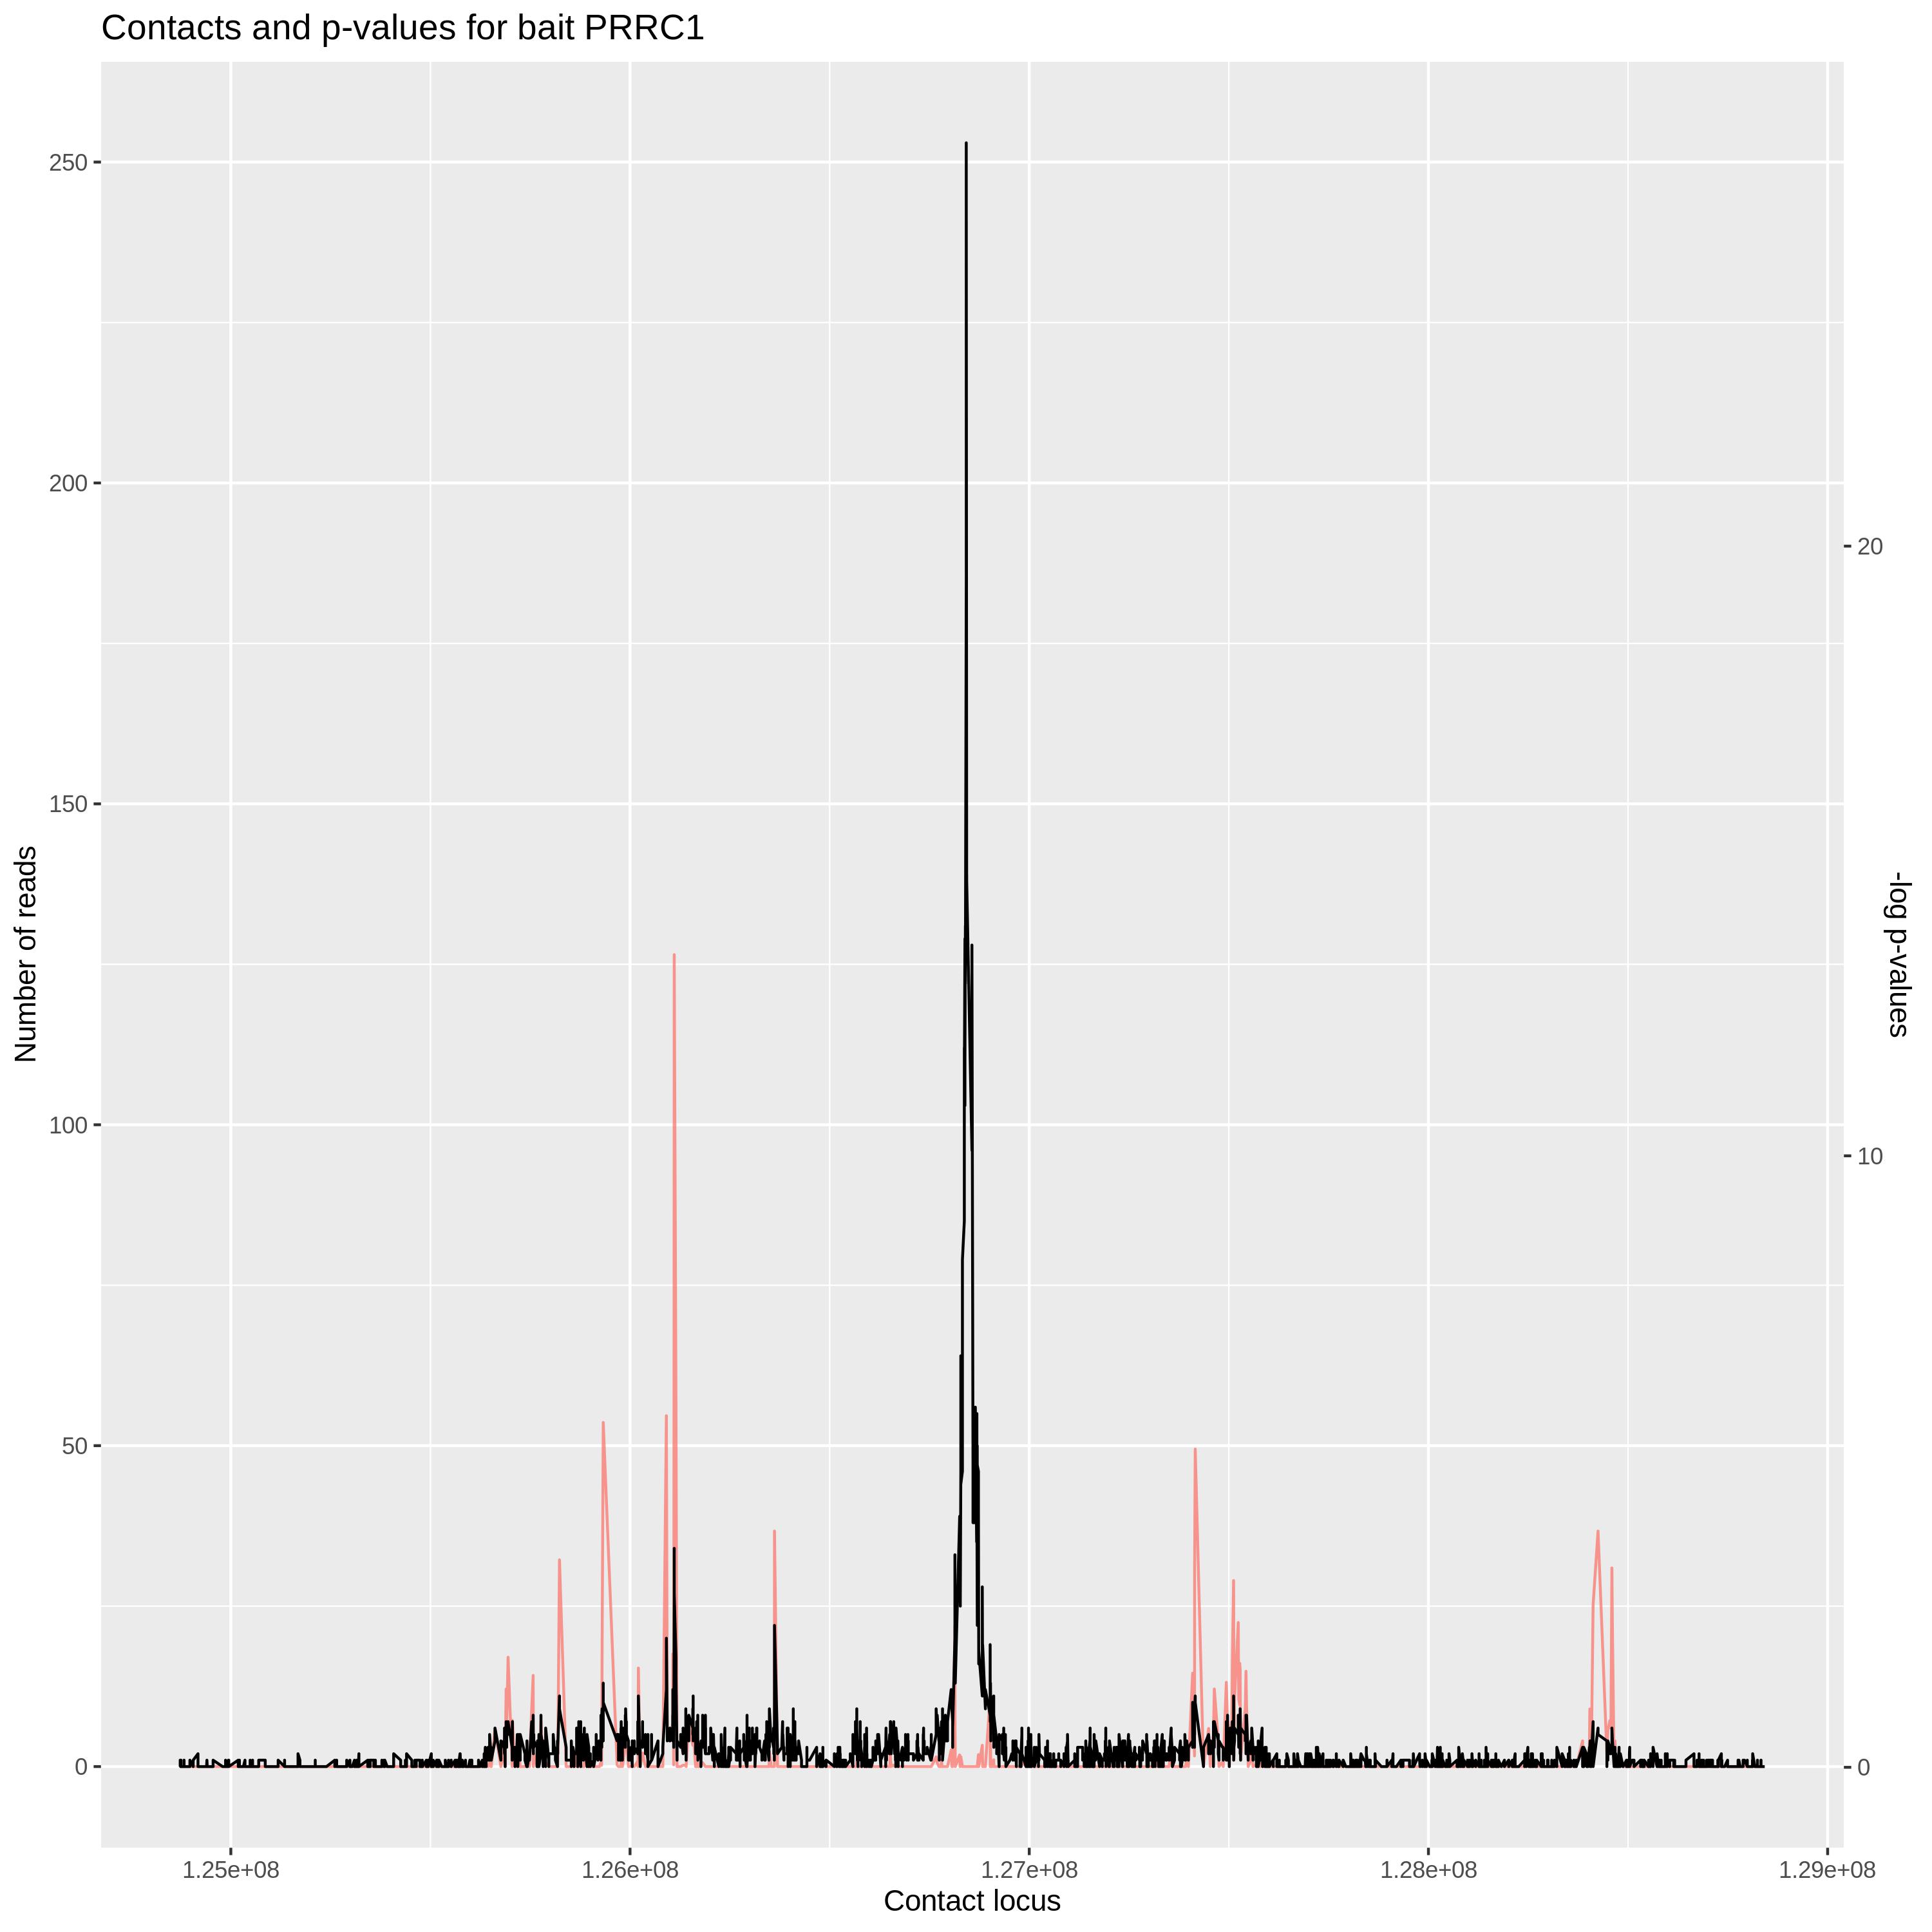 Contacts and p-values for bait PRRC1
250
200
150
100
50
0
Number of reads
20
10
0
-log p-values
1.25e+08
1.26e+08
1.27e+08
1.28e+08
1.29e+08
Contact locus